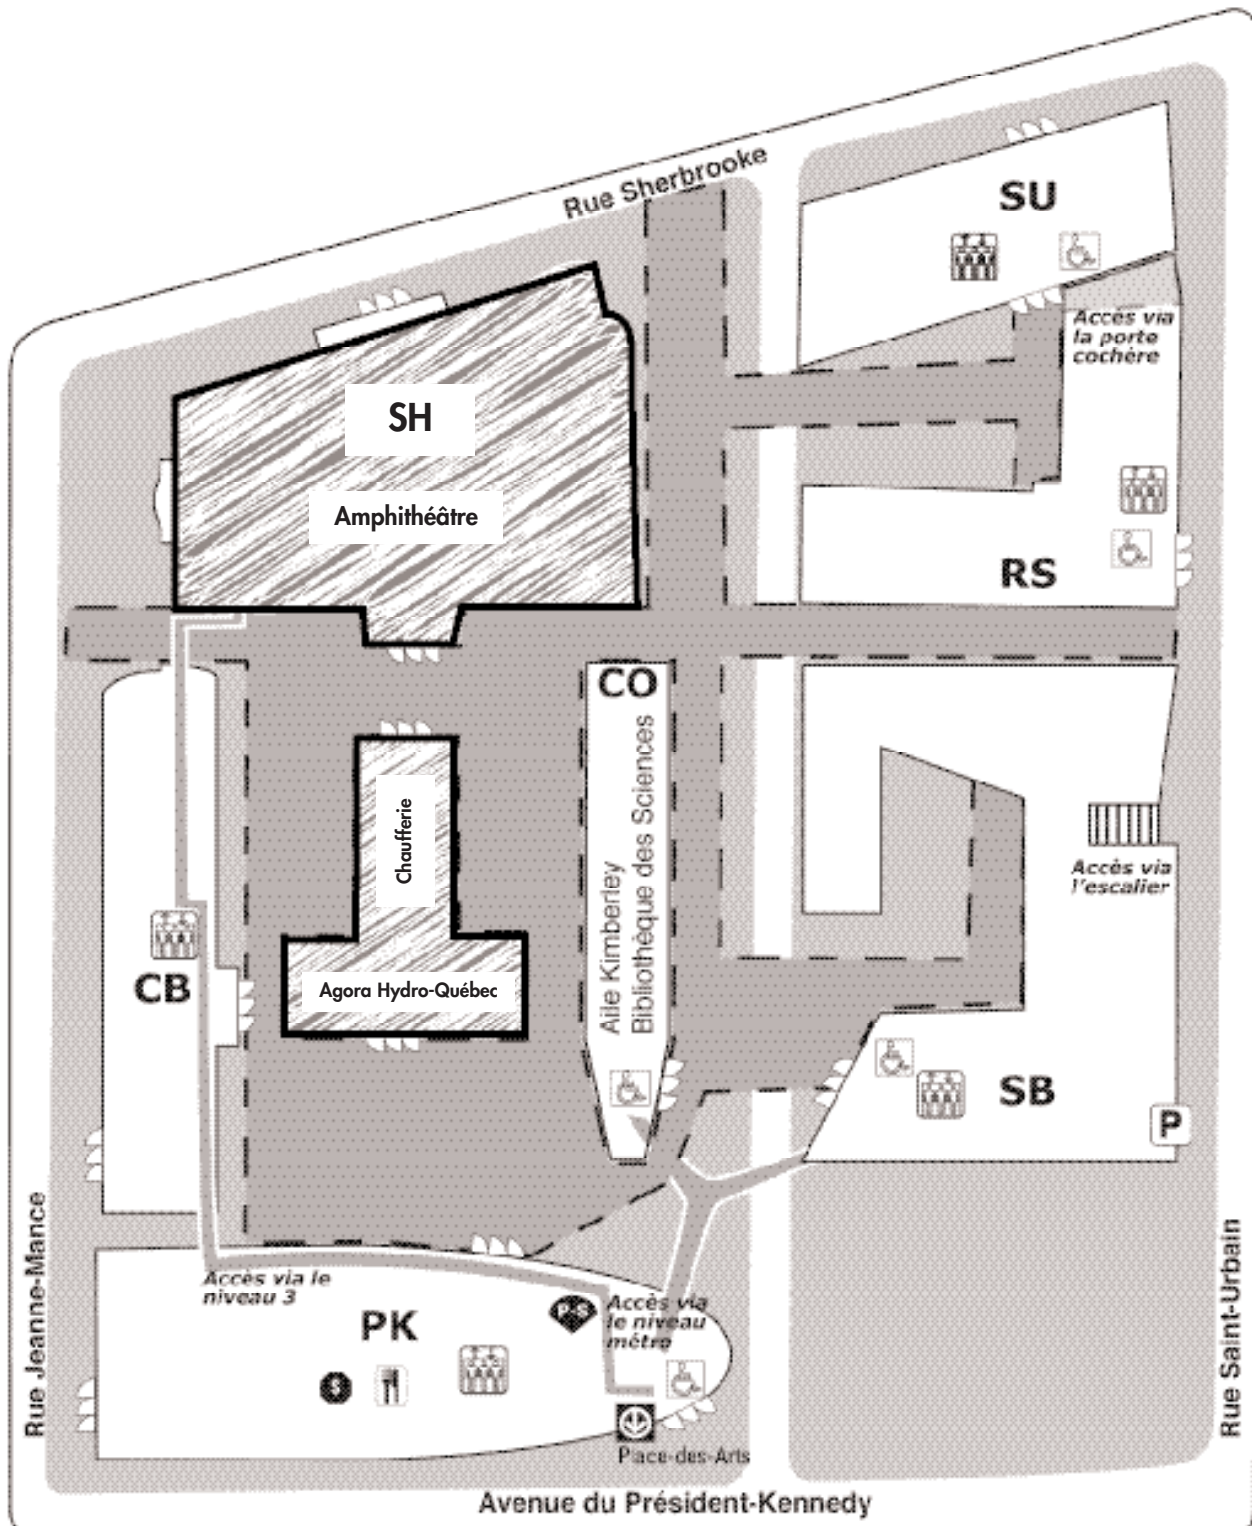 Rue Sherbrooke
SU
Accès via
la porte
cochère
SH
Amphithéâtre
RS
CO
Aile Kimberley
Bibliothèque des Sciences
Chaufferie
Agora Hydro-Québec
Accès via
l'escalier
CB
SB
P
Rue Jeanne-Mance
Accès via le
niveau 3
PK
PS
Accès via
le niveau
métro
$
Place-des-Arts
Rue Saint-Urbain
Avenue du Président-Kennedy